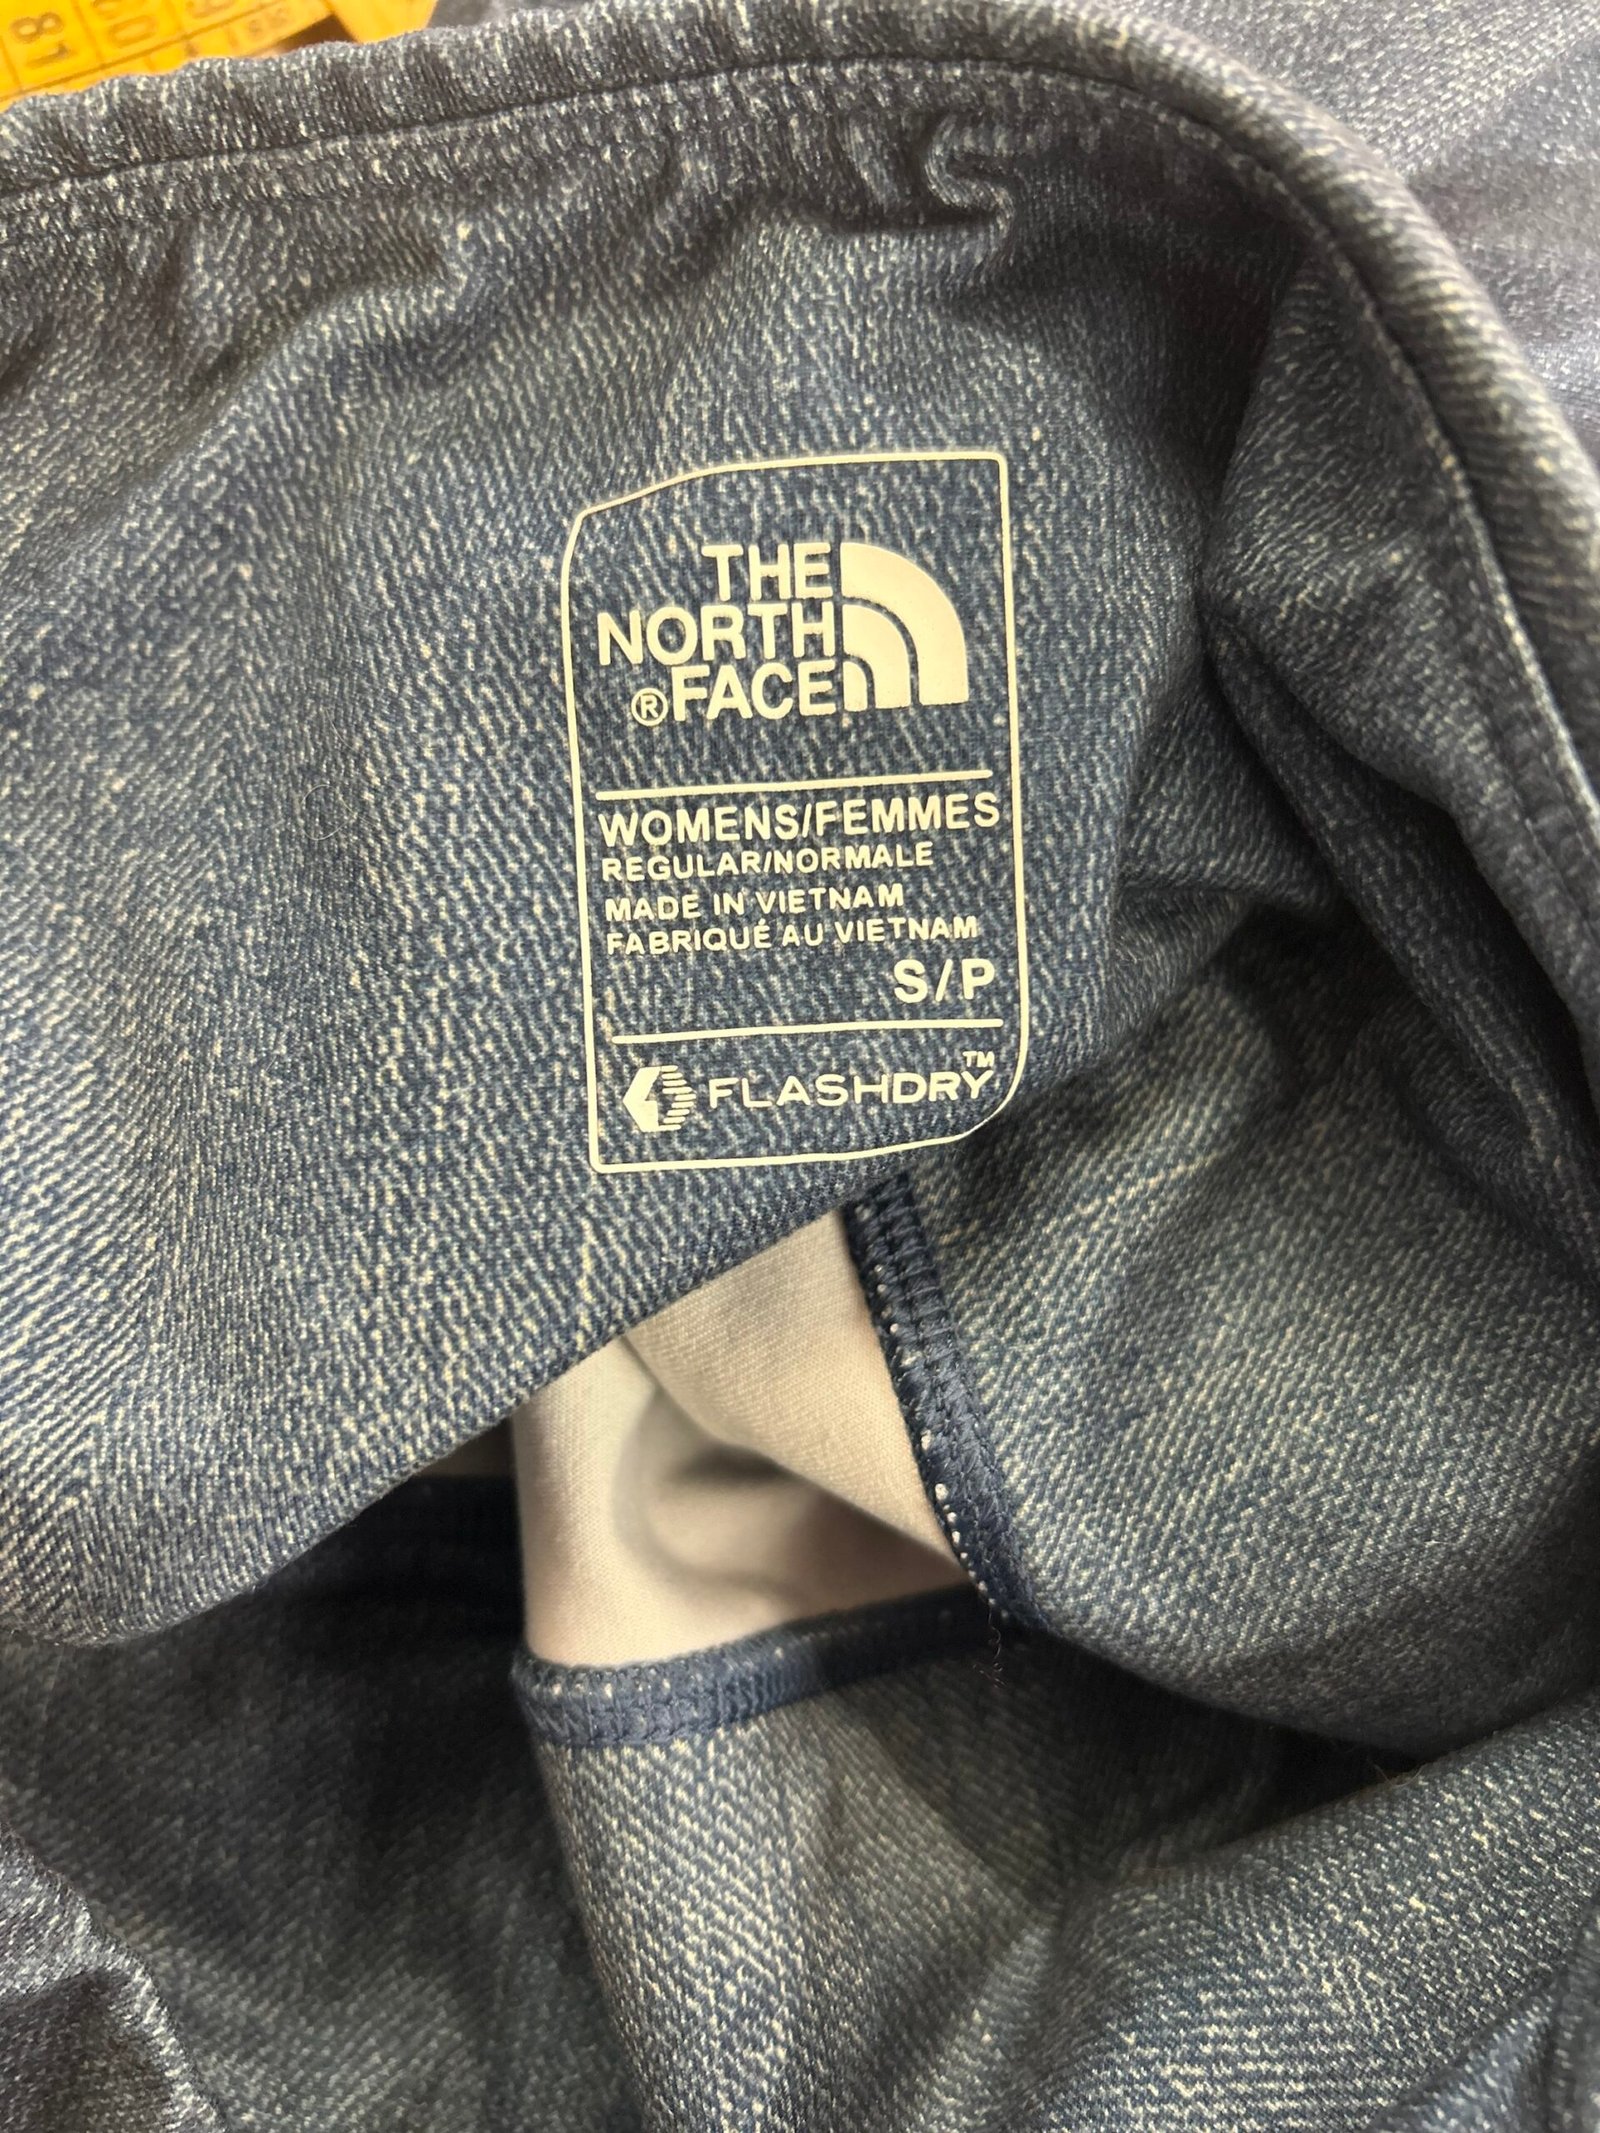 THE
NORTH
®FACE
WOMENS/FEMMES
REGULAR/NORMALE
MADE IN VIETNAM
FABRIQUÉ AU VIETNAM
S/P
FLASHDRY™